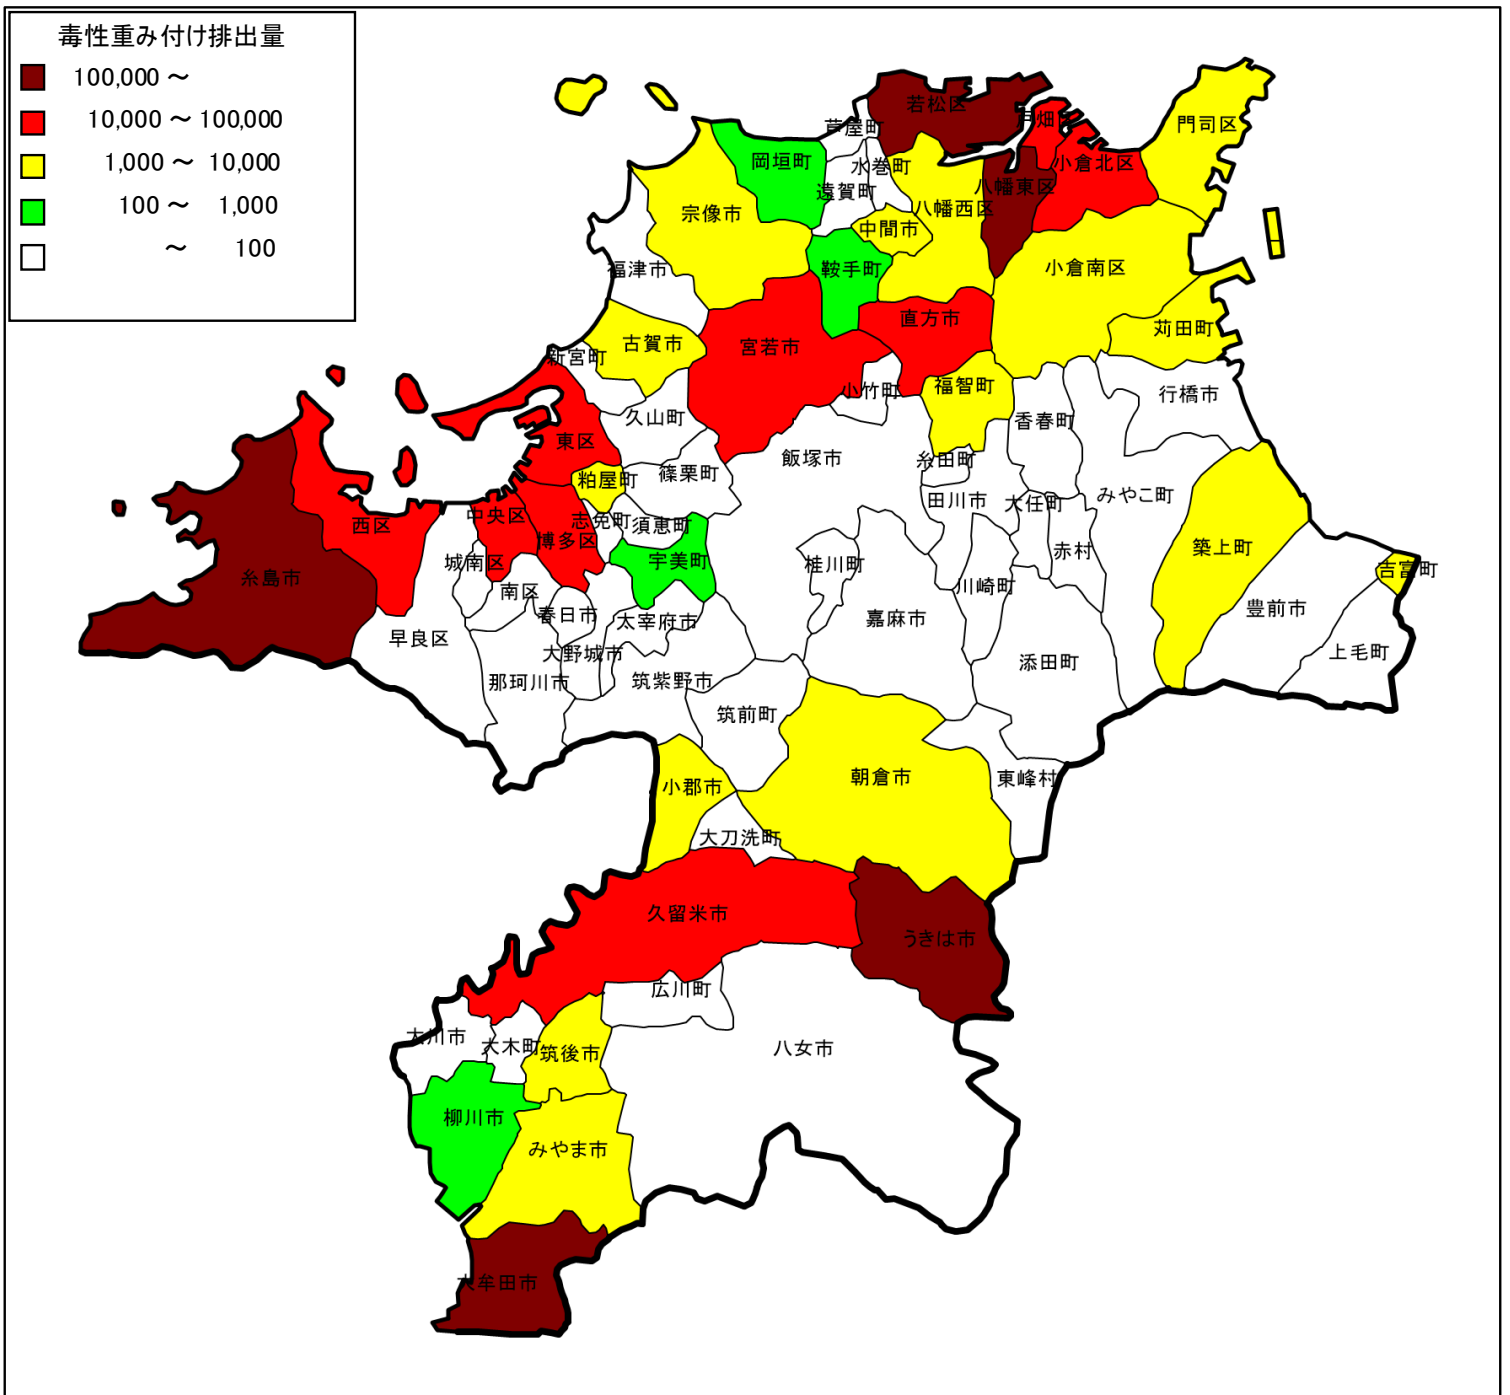 毒性重み付け排出量
100,000 ～
10,000 ～ 100,000
1,000 ～ 10,000
100 ～ 1,000
～ 100
若松区
戸畑
門司区
芦屋町
岡垣町
水巻町
小倉北区
遠賀町
八幡東区
宗像市
八幡西区
中間市
福津市
鞍手町
小倉南区
直方市
苅田町
古賀市
宮若市
新宮町
小竹町
福智町
行橋市
久山町
香春町
東区
飯塚市
糸田町
粕屋町
篠栗町
みやこ町
田川市
大任町
中央区
志免町
須恵町
西区
博多区
築上町
赤村
城南区
宇美町
桂川町
吉富町
糸島市
南区
川崎町
春日市
太宰府市
嘉麻市
豊前市
早良区
大野城市
上毛町
添田町
那珂川市
筑紫野市
筑前町
朝倉市
東峰村
小郡市
大刀洗町
久留米市
うきは市
広川町
大川市
大木町
筑後市
八女市
柳川市
みやま市
大牟田市